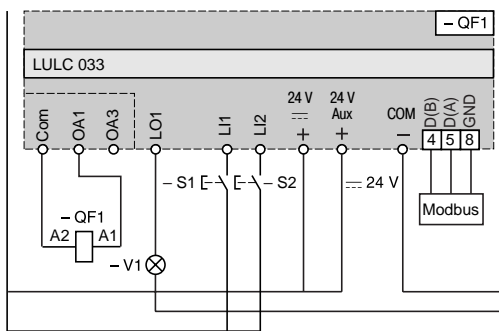 – QF1
LULC 033
Com
OA1
OA3
LO1
LI1
LI2
24 V
+
24 V
Aux
+
COM
–
D(B)
D(A)
GND
4 5 8
– S1
– S2
24 V
Modbus
– QF1
A2 A1
– V1